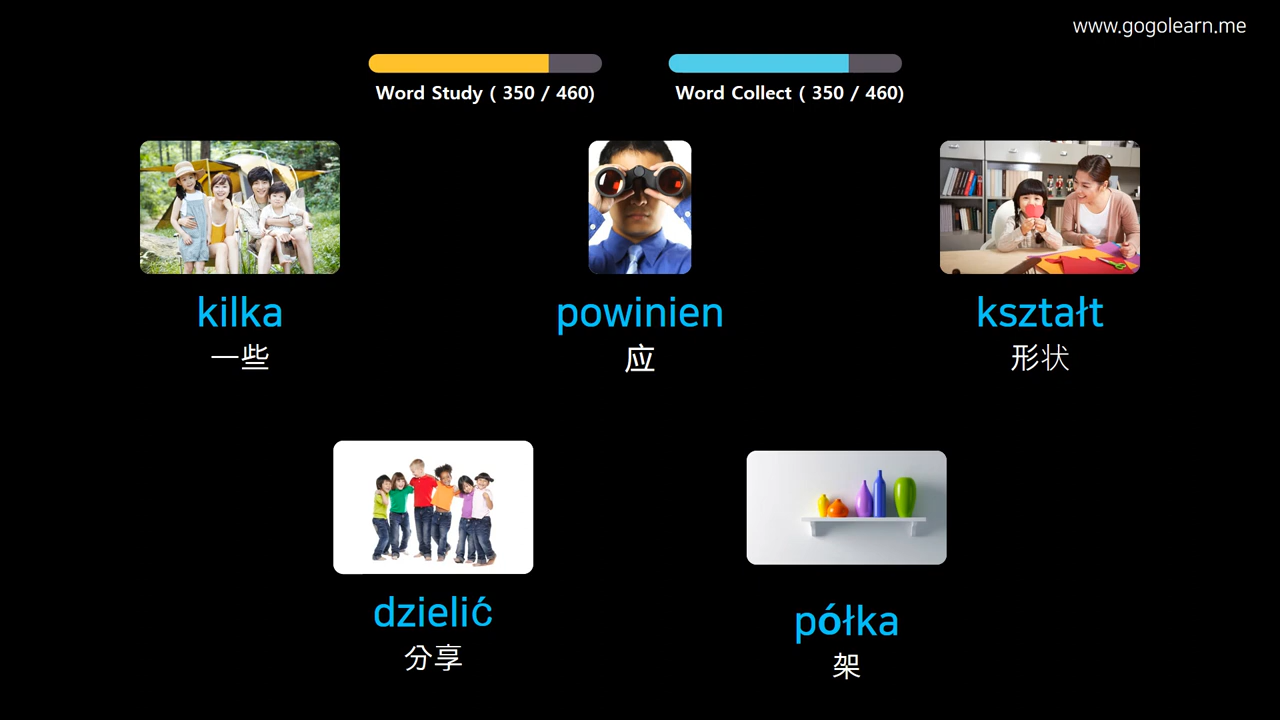 www.gogolearn.me
Word Study ( 350 / 460)
Word Collect ( 350 / 460)
kilka
一些
powinien
应
kształt
形状
dzielić
分享
półka
架